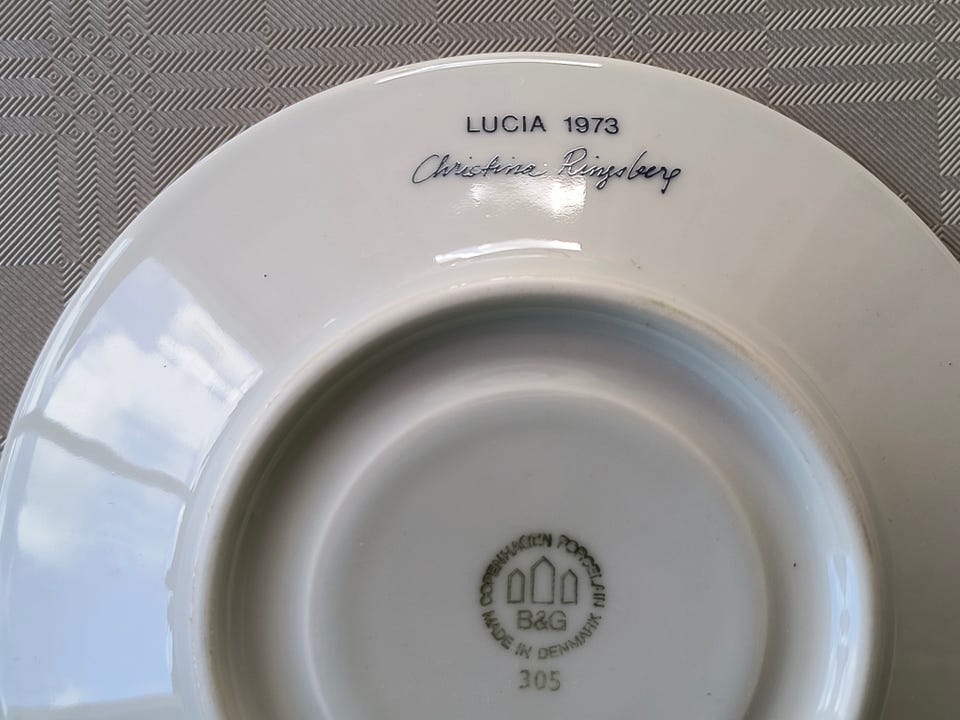 LUCIA 1973
Christina Ringsberg
COPENHAGEN PORCELAIN
B&G
MADE IN DENMARK
305